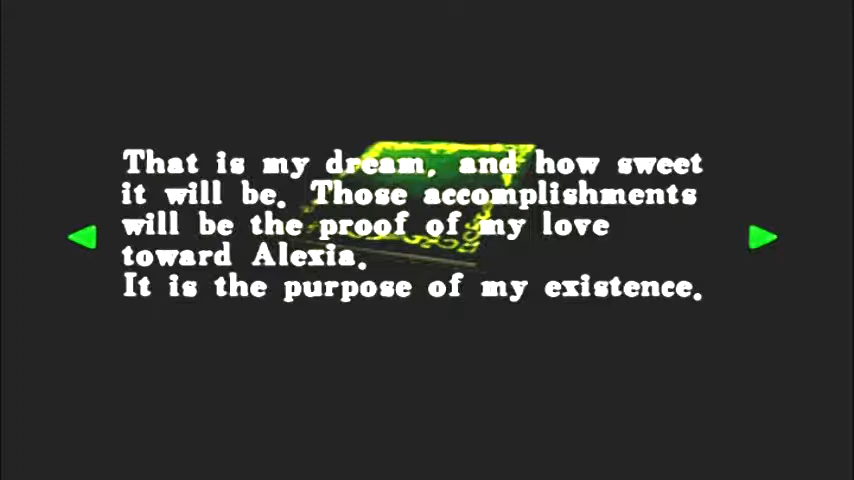 That is my dream, and how sweet
it will be. Those accomplishments
will be the proof of my love
toward Alexia.
It is the purpose of my existence.